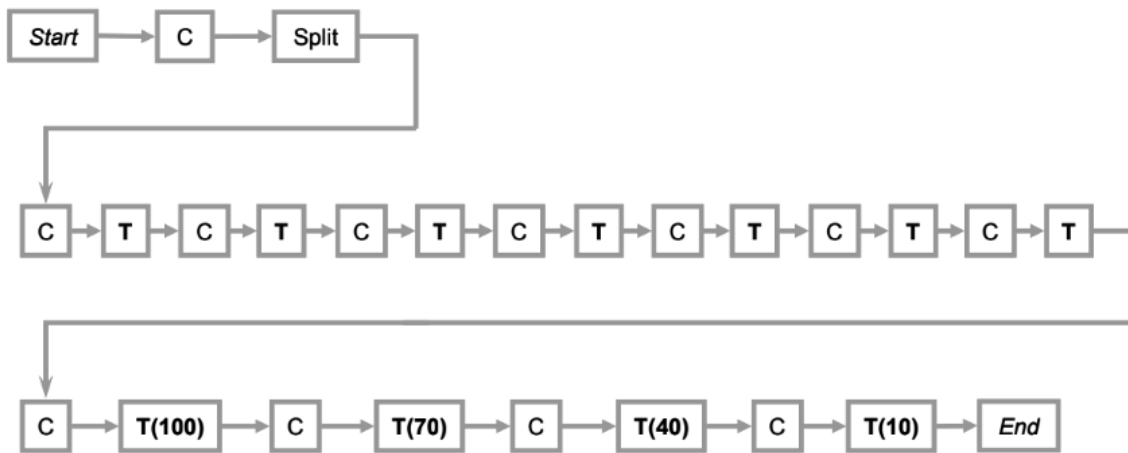 Start C Split
C T C T C T C T C T C T C T
C T(100) C T(70) C T(40) C T(10) End